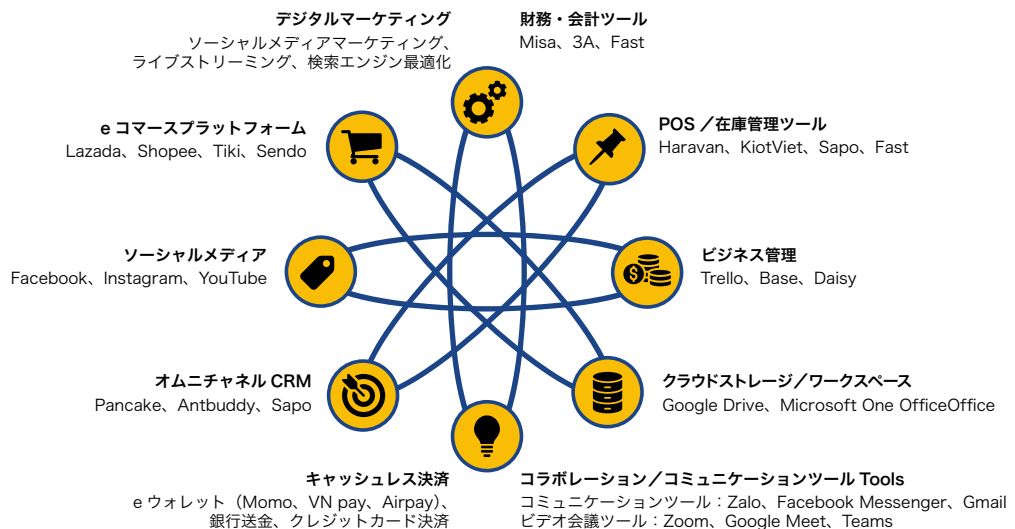 デジタルマーケティング
ソーシャルメディアマーケティング、
ライブストリーミング、検索エンジン最適化
財務・会計ツール
Misa、3A、Fast
e コマースプラットフォーム
Lazada、Shopee、Tiki、Sendo
POS ／在庫管理ツール
Haravan、KiotViet、Sapo、Fast
ソーシャルメディア
Facebook、Instagram、YouTube
ビジネス管理
Trello、Base、Daisy
オムニチャネル CRM
Pancake、Antbuddy、Sapo
クラウドストレージ／ワークスペース
Google Drive、Microsoft One OfficeOffice
キャッシュレス決済
e ウォレット（Momo、VN pay、Airpay）、
銀行送金、クレジットカード決済
コラボレーション／コミュニケーションツール Tools
コミュニケーションツール：Zalo、Facebook Messenger、Gmail
ビデオ会議ツール：Zoom、Google Meet、Teams
$